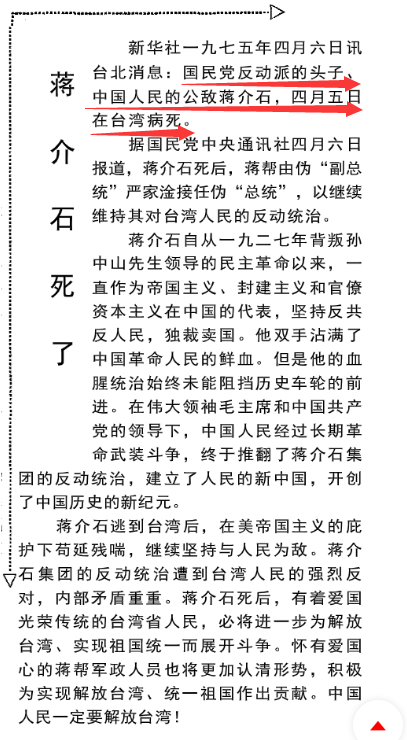 蒋介石死了
新华社一九七五年四月六日讯
台北消息：国民党反动派的头子、
中国人民的公敌蒋介石，四月五日
在台湾病死。
据国民党中央通讯社四月六日
报道，蒋介石死后，蒋帮由伪“副总
统”严家淦接任伪“总统”，以继续
维持其对台湾人民的反动统治。
蒋介石自从一九二七年背叛孙
中山先生领导的民主革命以来，一
直作为帝国主义、封建主义和官僚
资本主义在中国的代表，坚持反共
反人民，独裁卖国。他双手沾满了
中国革命人民的鲜血。但是他的血
腥统治始终未能阻挡历史车轮的前
进。在伟大领袖毛主席和中国共产
党的领导下，中国人民经过长期革
命武装斗争，终于推翻了蒋介石集
团的反动统治，建立了人民的新中国，开创
了中国历史的新纪元。
蒋介石逃到台湾后，在美帝国主义的庇
护下苟延残喘，继续坚持与人民为敌。蒋介
石集团的反动统治遭到台湾人民的强烈反
对，内部矛盾重重。蒋介石死后，有着爱国
光荣传统的台湾省人民，必将进一步为解放
台湾、实现祖国统一而展开斗争。怀有爱国
心的蒋帮军政人员也将更加认清形势，积极
为实现解放台湾、统一祖国作出贡献。中国
人民一定要解放台湾！